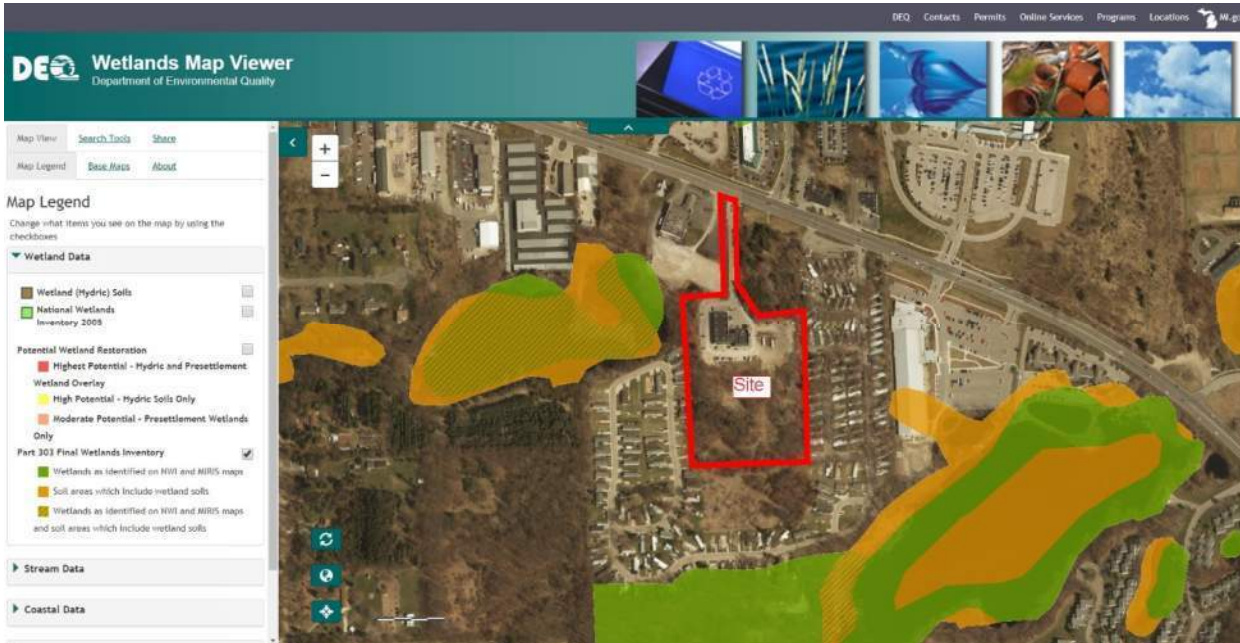 DEQ Contacts Permits Online Services Programs Locations MI.go
DEQ Wetlands Map Viewer
Department of Environmental Quality
Map View Search Tools Share
Map Legend Base Maps About
Map Legend
Change what items you see on the map by using the
checkboxes
Wetland Data
Wetland (Hydric) Soils
National Wetlands
Inventory 2005
Potential Wetland Restoration
Highest Potential - Hydric and Presettlement
Wetland Overlay
High Potential - Hydric Soils Only
Moderate Potential - Presettlement Wetlands
Only
Part 303 Final Wetlands Inventory
Wetlands as identified on NWI and MIRIS maps
Soil areas which include wetland soils
Wetlands as identified on NWI and MIRIS maps
and soil areas which include wetland soils
Stream Data
Coastal Data
+
−
Site